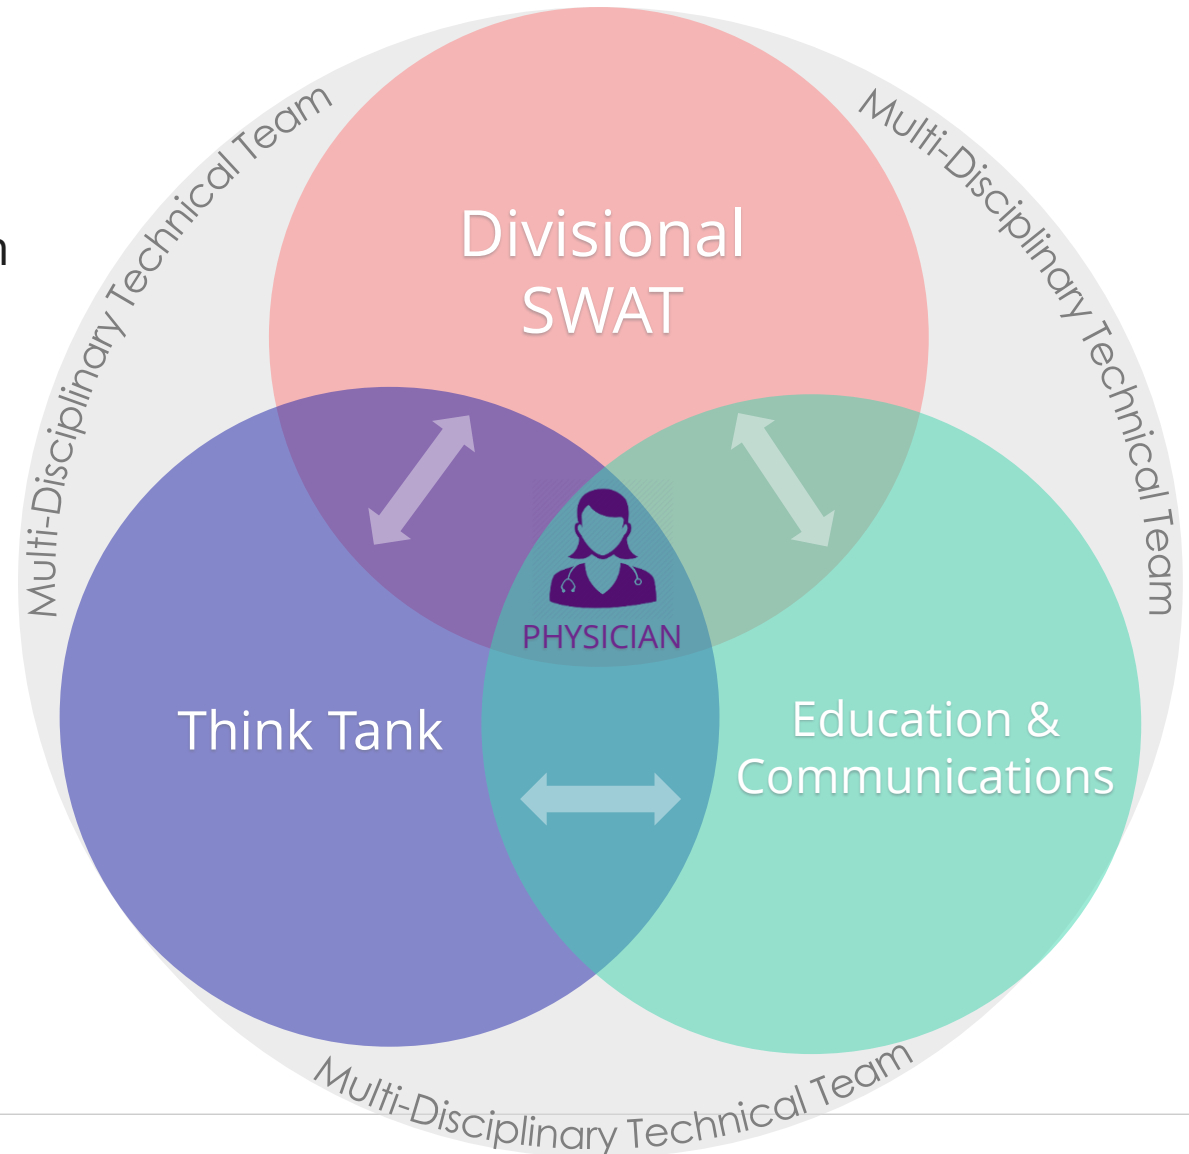 Multi-Disciplinary Technical Team
Multi-Disciplinary Technical Team
Divisional
SWAT
PHYSICIAN
Think Tank
Education &
Communications
Multi-Disciplinary Technical Team